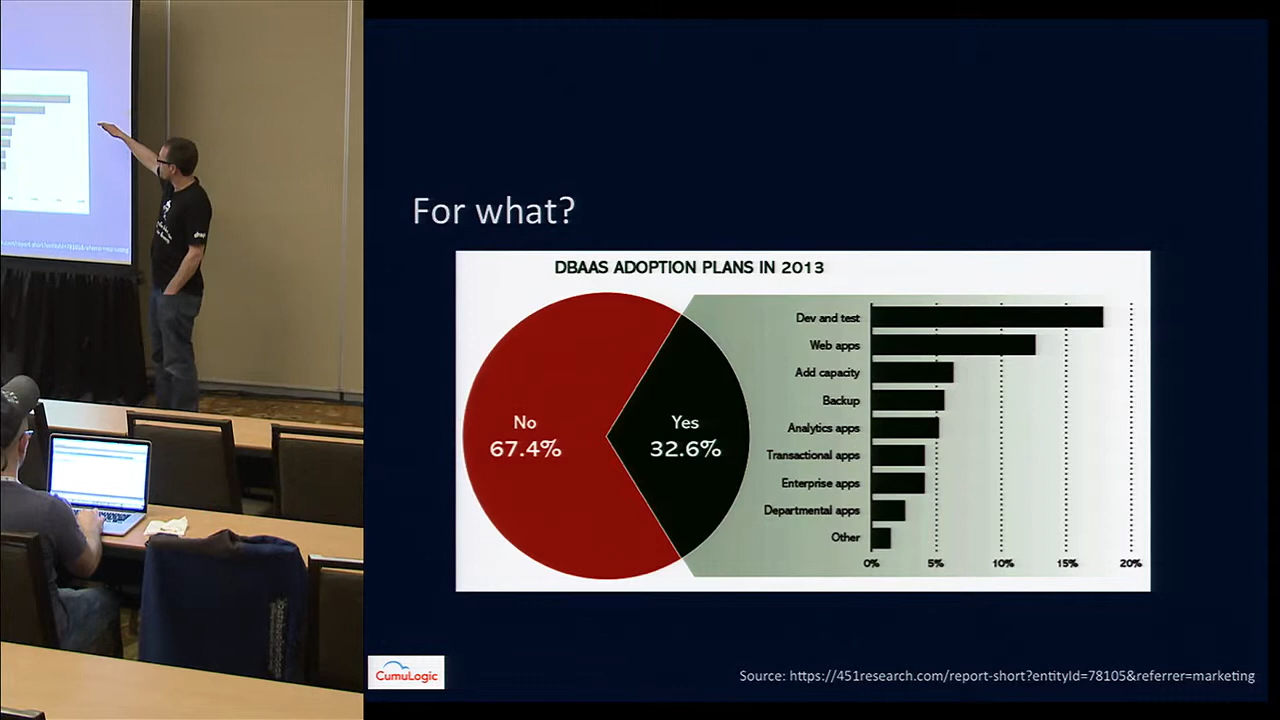 For what?
DBAAS ADOPTION PLANS IN 2013
No
67.4%
Yes
32.6%
Dev and test
Web apps
Add capacity
Backup
Analytics apps
Transactional apps
Enterprise apps
Departmental apps
Other
0% 5% 10% 15% 20%
CumuLogic
Source: https://451research.com/report-short?entityId=78105&referrer=marketing